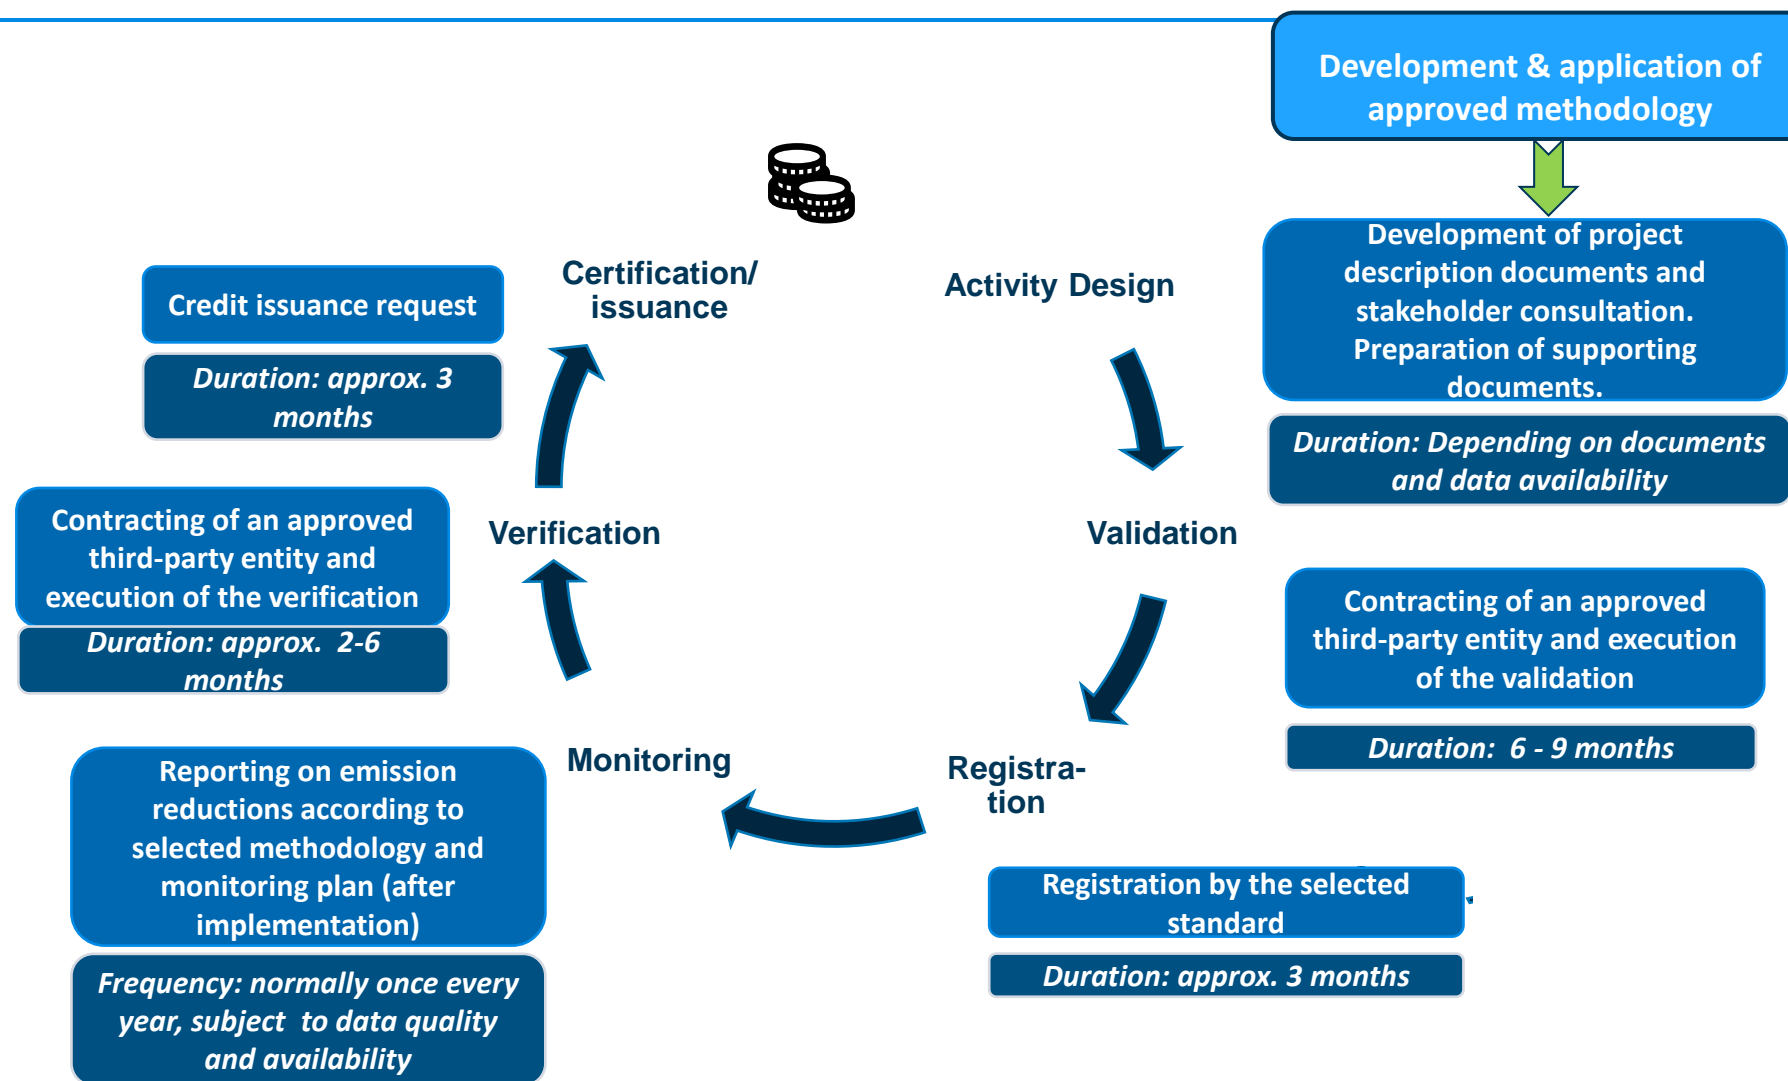 Development & application of
approved methodology
Development of project
description documents and
stakeholder consultation.
Preparation of supporting
documents.
Duration: Depending on documents
and data availability
Activity Design
Certification/
issuance
Credit issuance request
Duration: approx. 3
months
Verification
Contracting of an approved
third-party entity and
execution of the verification
Duration: approx.  2-6
months
Validation
Contracting of an approved
third-party entity and execution
of the validation
Duration:  6 - 9 months
Monitoring
Reporting on emission
reductions according to
selected methodology and
monitoring plan (after
implementation)
Frequency: normally once every
year, subject  to data quality
and availability
Registra-
tion
Registration by the selected
standard
Duration: approx. 3 months